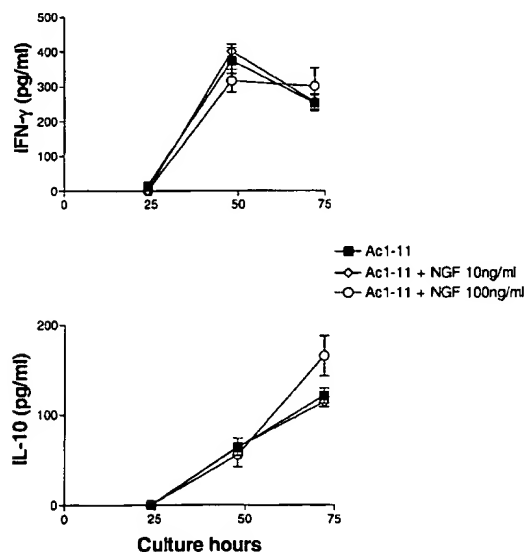 500
400
300
200
100
0
IFN-γ (pg/ml)
0 25 50 75
Ac1-11
Ac1-11 + NGF 10ng/ml
Ac1-11 + NGF 100ng/ml
200
100
0
IL-10 (pg/ml)
0 25 50 75
Culture hours